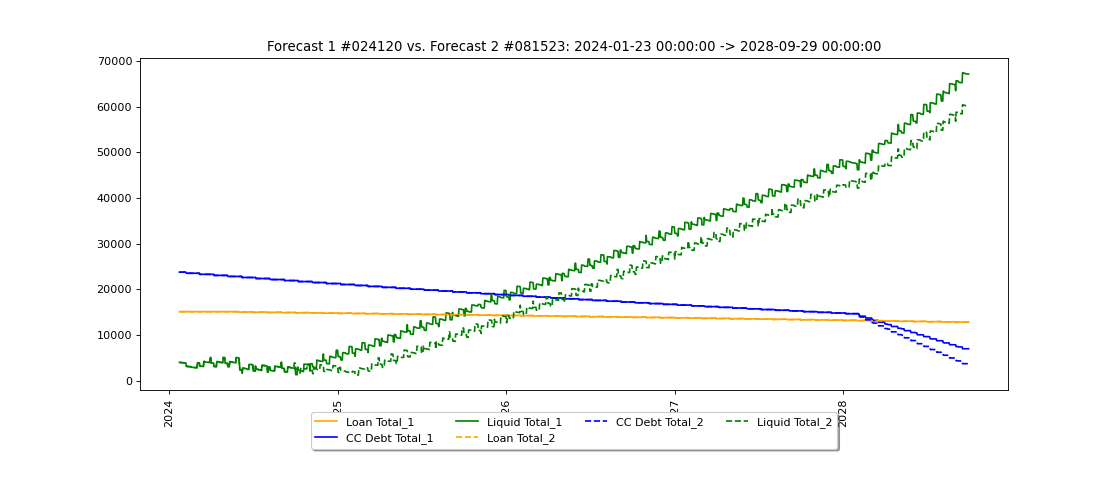 Forecast 1 #024120 vs. Forecast 2 #081523: 2024-01-23 00:00:00 -> 2028-09-29 00:00:00
70000
60000
50000
40000
30000
20000
10000
0
2024
25
26
27
2028
Loan Total_1
Liquid Total_1
CC Debt Total_2
Liquid Total_2
CC Debt Total_1
Loan Total_2